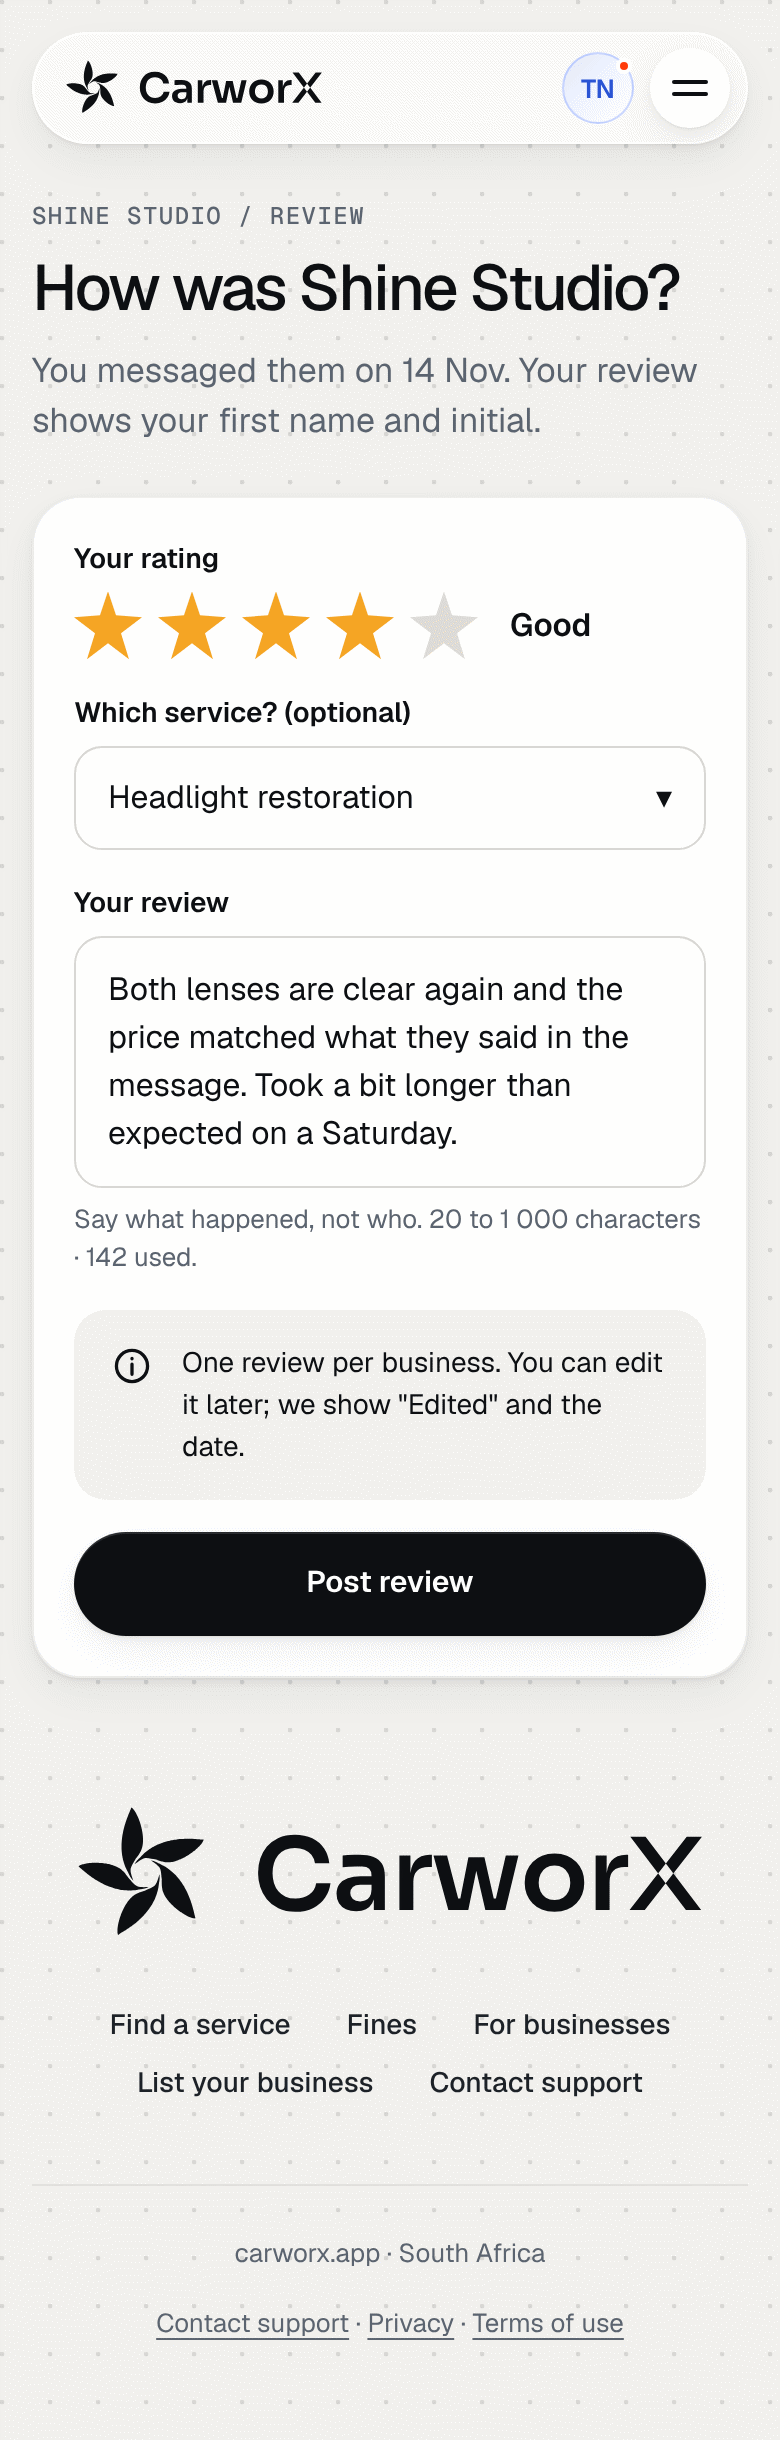 CarworX
TN
SHINE STUDIO / REVIEW
How was Shine Studio?
You messaged them on 14 Nov. Your review
shows your first name and initial.
Your rating
Good
Which service? (optional)
Headlight restoration
Your review
Both lenses are clear again and the
price matched what they said in the
message. Took a bit longer than
expected on a Saturday.
Say what happened, not who. 20 to 1 000 characters
· 142 used.
One review per business. You can edit
it later; we show "Edited" and the
date.
Post review
CarworX
Find a service Fines For businesses
List your business Contact support
carworx.app · South Africa
Contact support · Privacy · Terms of use